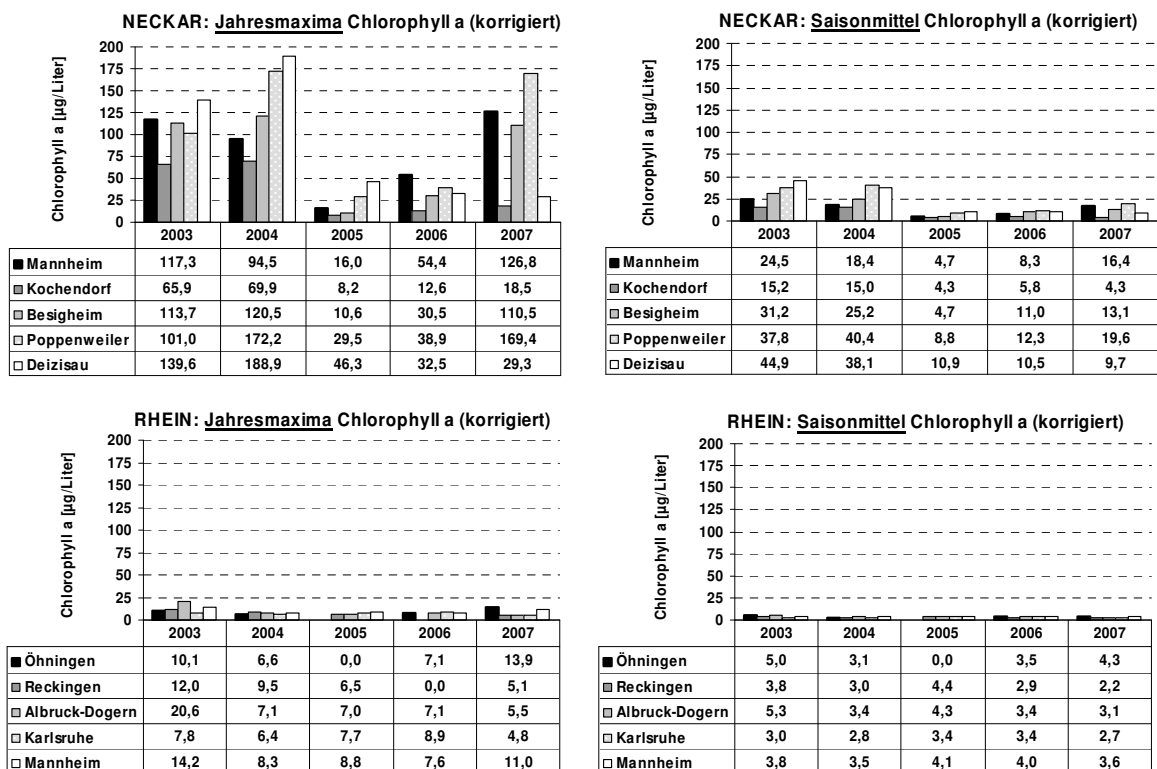 NECKAR: Jahresmaxima Chlorophyll a (korrigiert)
Chlorophyll a [µg/Liter]
200
175
150
125
100
75
50
25
0
2003 2004 2005 2006 2007
Mannheim 117,3 94,5 16,0 54,4 126,8
Kochendorf 65,9 69,9 8,2 12,6 18,5
Besigheim 113,7 120,5 10,6 30,5 110,5
Poppenweiler 101,0 172,2 29,5 38,9 169,4
Deizisau 139,6 188,9 46,3 32,5 29,3
NECKAR: Saisonmittel Chlorophyll a (korrigiert)
Chlorophyll a [µg/Liter]
200
175
150
125
100
75
50
25
0
2003 2004 2005 2006 2007
Mannheim 24,5 18,4 4,7 8,3 16,4
Kochendorf 15,2 15,0 4,3 5,8 4,3
Besigheim 31,2 25,2 4,7 11,0 13,1
Poppenweiler 37,8 40,4 8,8 12,3 19,6
Deizisau 44,9 38,1 10,9 10,5 9,7
RHEIN: Jahresmaxima Chlorophyll a (korrigiert)
Chlorophyll a [µg/Liter]
200
175
150
125
100
75
50
25
0
2003 2004 2005 2006 2007
Öhningen 10,1 6,6 0,0 7,1 13,9
Reckingen 12,0 9,5 6,5 0,0 5,1
Albruck-Dogern 20,6 7,1 7,0 7,1 5,5
Karlsruhe 7,8 6,4 7,7 8,9 4,8
Mannheim 14,2 8,3 8,8 7,6 11,0
RHEIN: Saisonmittel Chlorophyll a (korrigiert)
Chlorophyll a [µg/Liter]
200
175
150
125
100
75
50
25
0
2003 2004 2005 2006 2007
Öhningen 5,0 3,1 0,0 3,5 4,3
Reckingen 3,8 3,0 4,4 2,9 2,2
Albruck-Dogern 5,3 3,4 4,3 3,4 3,1
Karlsruhe 3,0 2,8 3,4 3,4 2,7
Mannheim 3,8 3,5 4,1 4,0 3,6